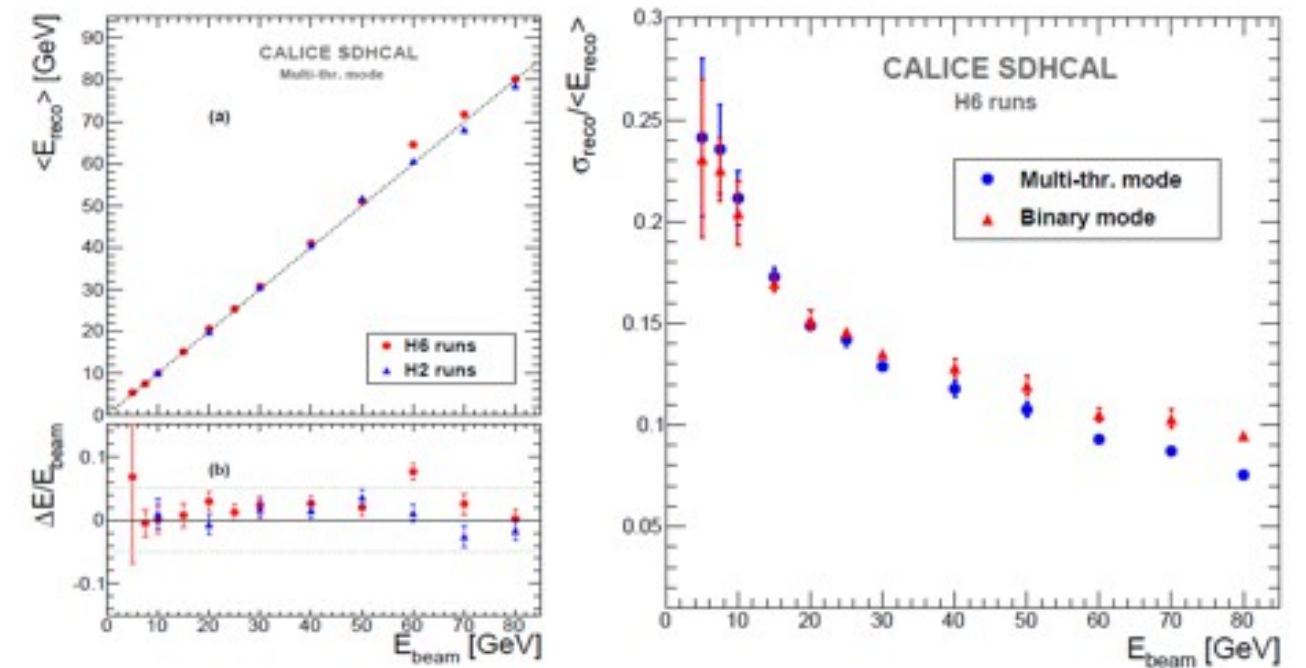 CALICE SDHCAL
Multi-thr. mode
(a)
<E_reco> [GeV]
90
80
70
60
50
40
30
20
10
0
H6 runs
H2 runs
(b)
ΔE/E_beam
0.1
0
-0.1
0 10 20 30 40 50 60 70 80
E_beam [GeV]
σ_reco/<E_reco>
0.3
0.25
0.2
0.15
0.1
0.05
CALICE SDHCAL
H6 runs
Multi-thr. mode
Binary mode
0 10 20 30 40 50 60 70 80
E_beam [GeV]